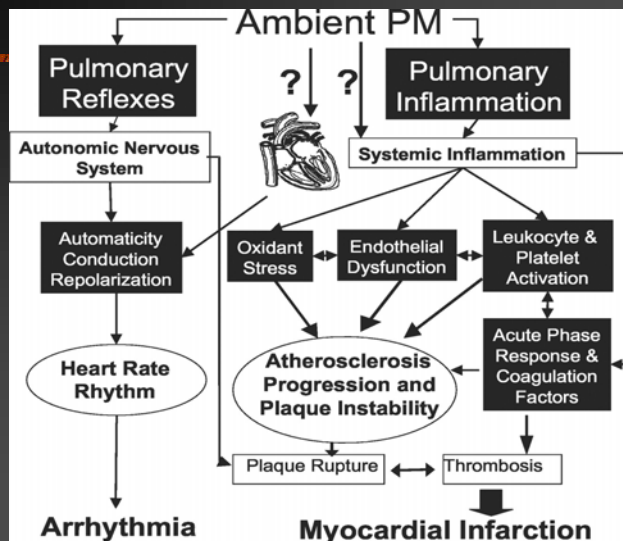 Ambient PM
Pulmonary
Reflexes
?
?
Pulmonary
Inflammation
Autonomic Nervous
System
Systemic Inflammation
Automaticity
Conduction
Repolarization
Oxidant
Stress
Endothelial
Dysfunction
Leukocyte &
Platelet
Activation
Heart Rate
Rhythm
Atherosclerosis
Progression and
Plaque Instability
Acute Phase
Response &
Coagulation
Factors
Plaque Rupture
Thrombosis
Arrhythmia
Myocardial Infarction